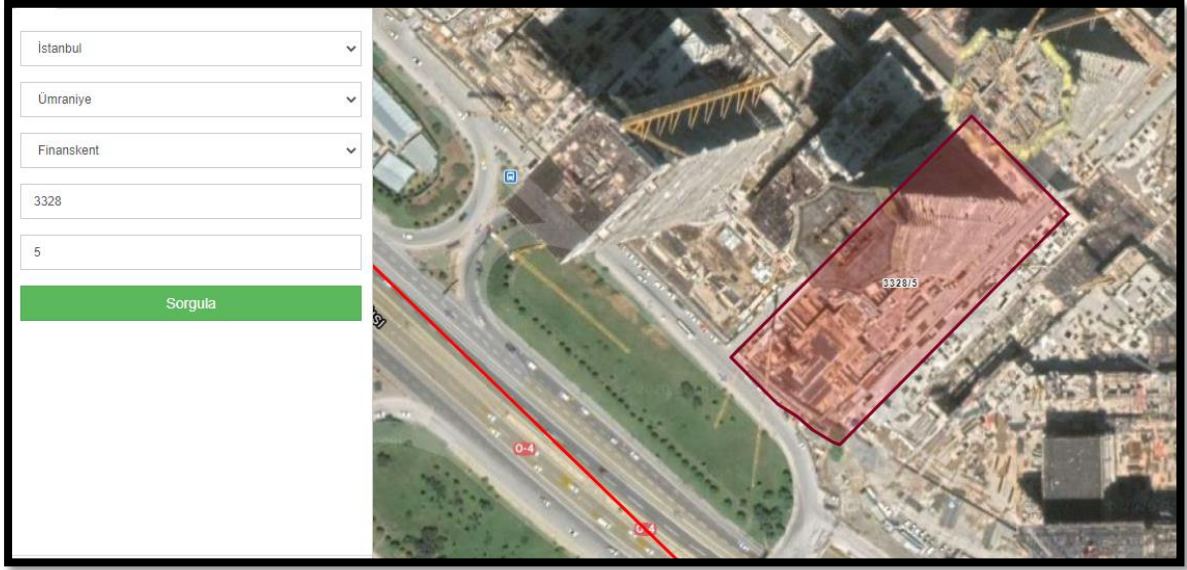 İstanbul
Ümraniye
Finanskent
3328
5
Sorgula
3328/5
O-4
O-4